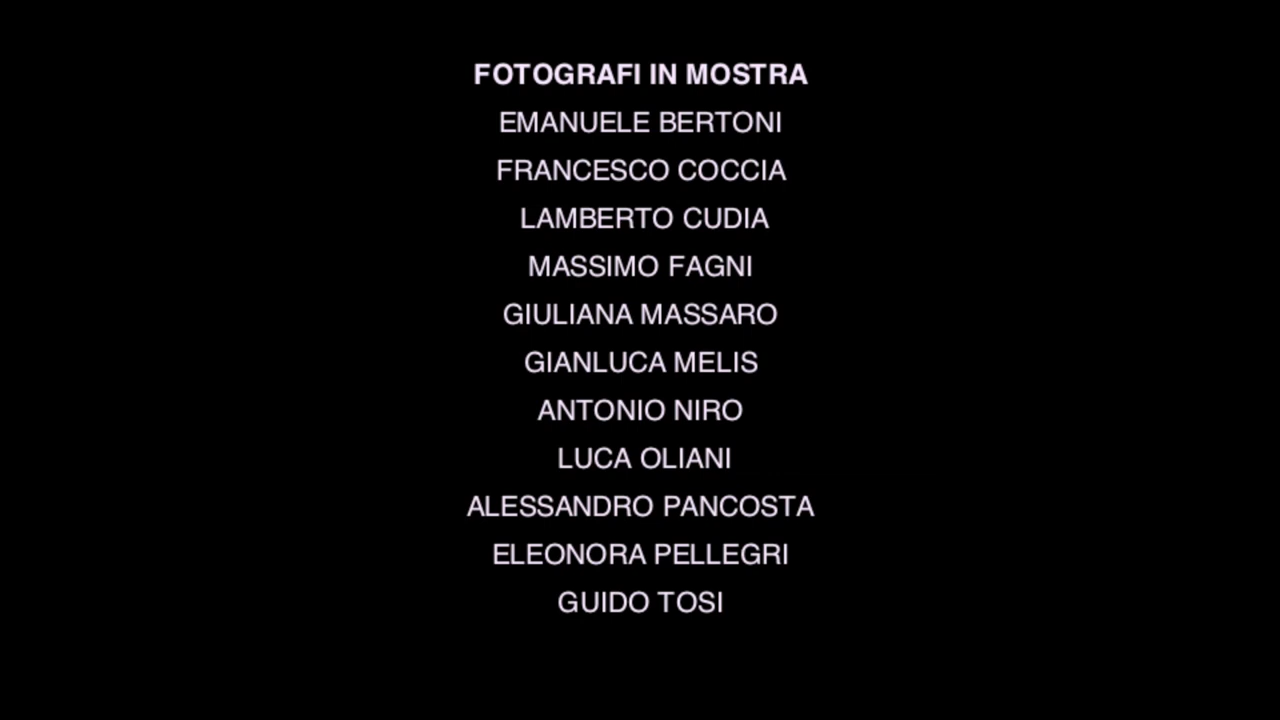 FOTOGRAFI IN MOSTRA
EMANUELE BERTONI
FRANCESCO COCCIA
LAMBERTO CUDIA
MASSIMO FAGNI
GIULIANA MASSARO
GIANLUCA MELIS
ANTONIO NIRO
LUCA OLIANI
ALESSANDRO PANCOSTA
ELEONORA PELLEGRI
GUIDO TOSI